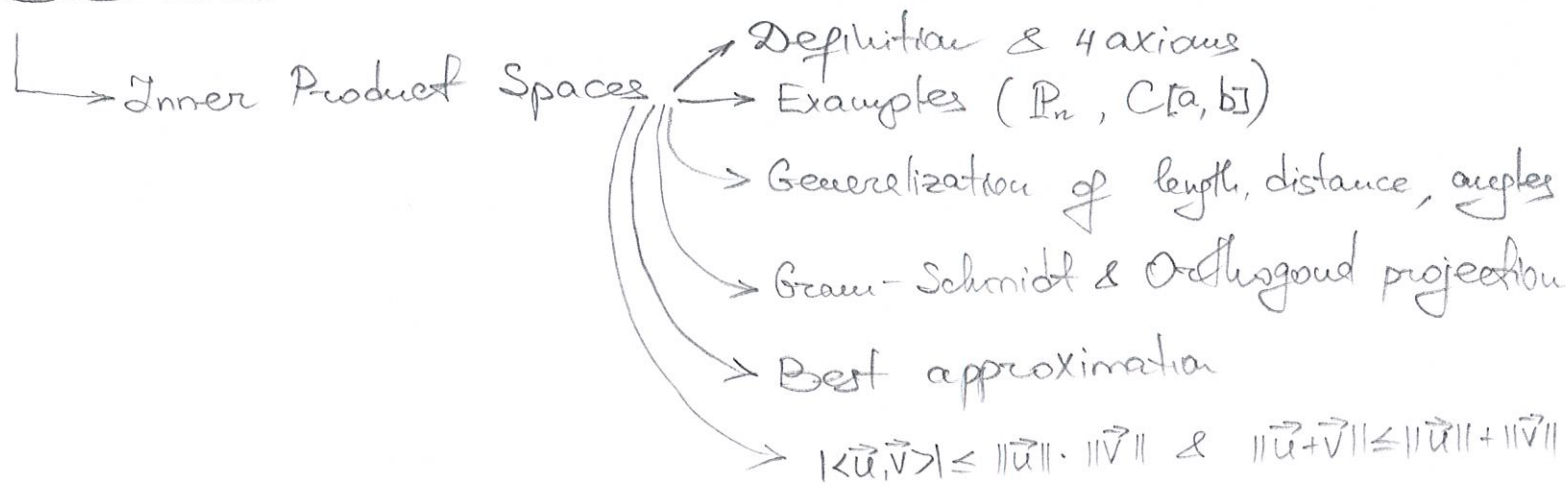 Inner Product Spaces
Definition & 4 axioms
Examples (ℙₙ, C[a, b])
Generalization of length, distance, angles
Gram-Schmidt & Orthogonal projection
Best approximation
|<u⃗,v⃗>| ≤ ||u⃗||·||v⃗|| & ||u⃗+v⃗|| ≤ ||u⃗||+||v⃗||